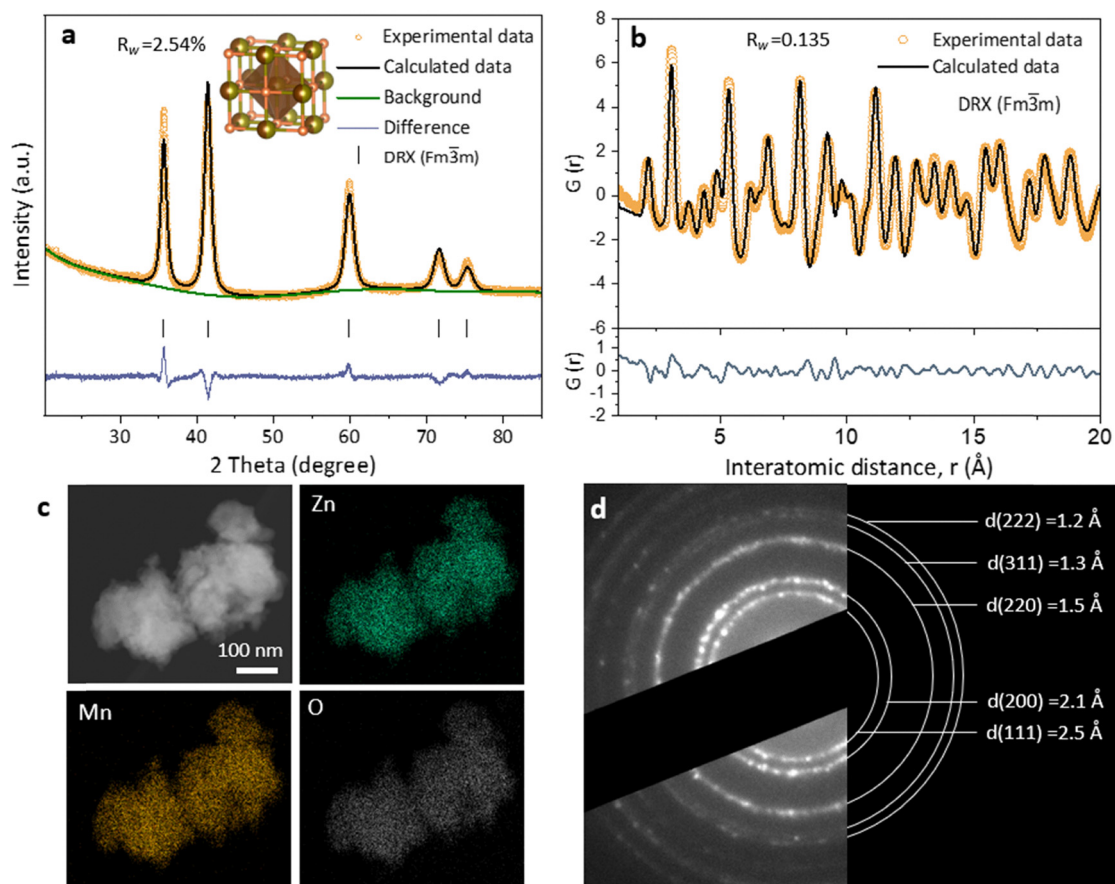 a
R_w=2.54%
Experimental data
Calculated data
Background
Difference
DRX (Fm3̅m)
Intensity (a.u.)
30 40 50 60 70 80
2 Theta (degree)
b
R_w=0.135
Experimental data
Calculated data
DRX (Fm3̅m)
G (r)
6
4
2
0
-2
-4
-6
G (r)
1
0
-1
-2
5 10 15 20
Interatomic distance, r (Å)
c
100 nm
Zn
Mn
O
d
d(222) =1.2 Å
d(311) =1.3 Å
d(220) =1.5 Å
d(200) =2.1 Å
d(111) =2.5 Å